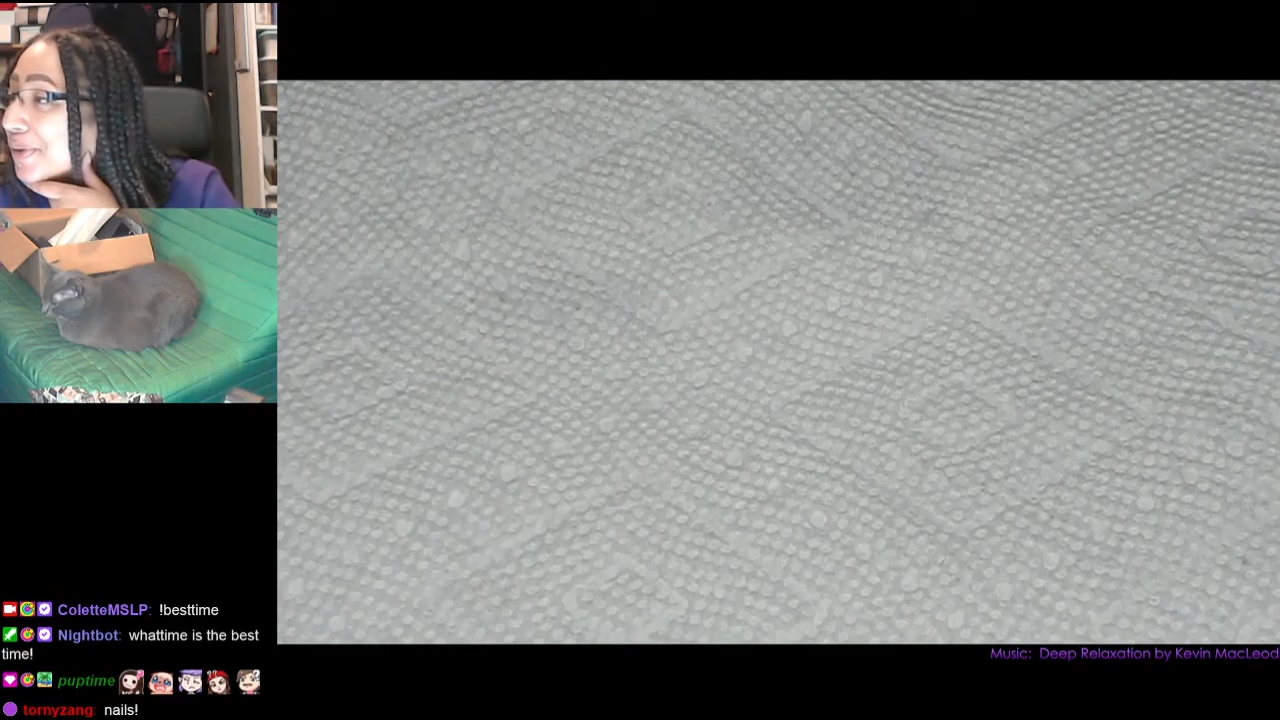 ColetteMSLP: !besttime
Nightbot: whattime is the best
time!
puptime
tornyzang: nails!
Music: Deep Relaxation by Kevin MacLeod